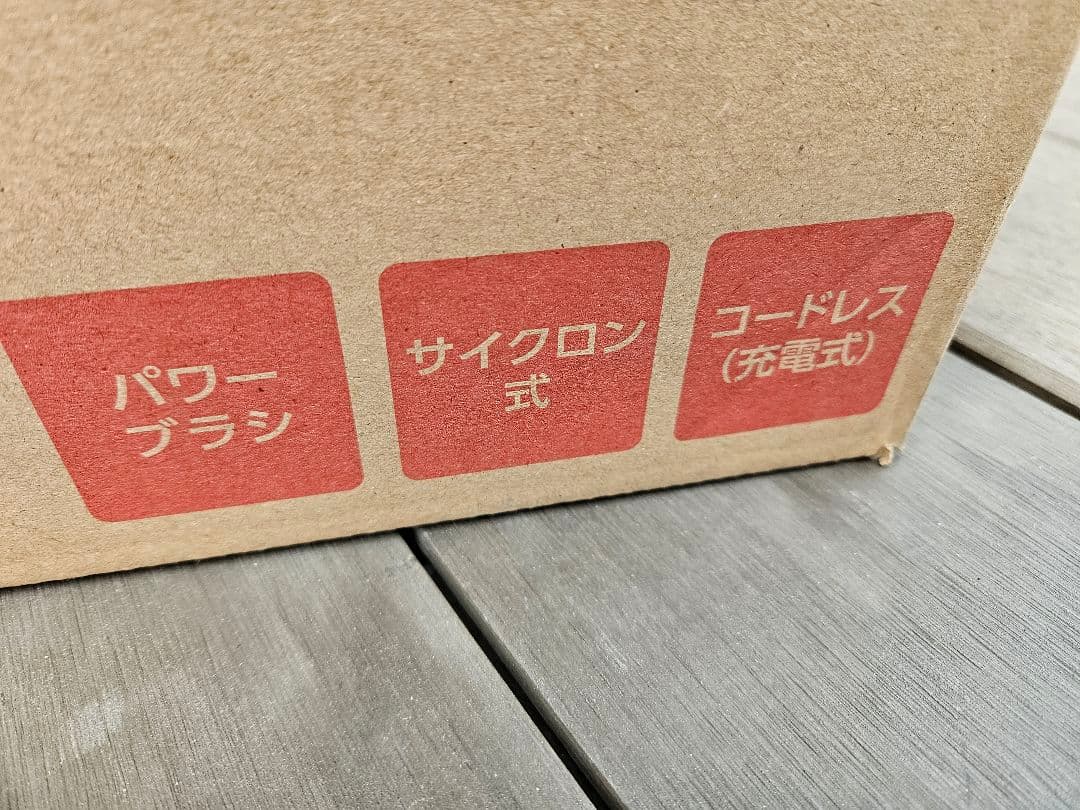 パワー
ブラシ
サイクロン
式
コードレス
(充電式)